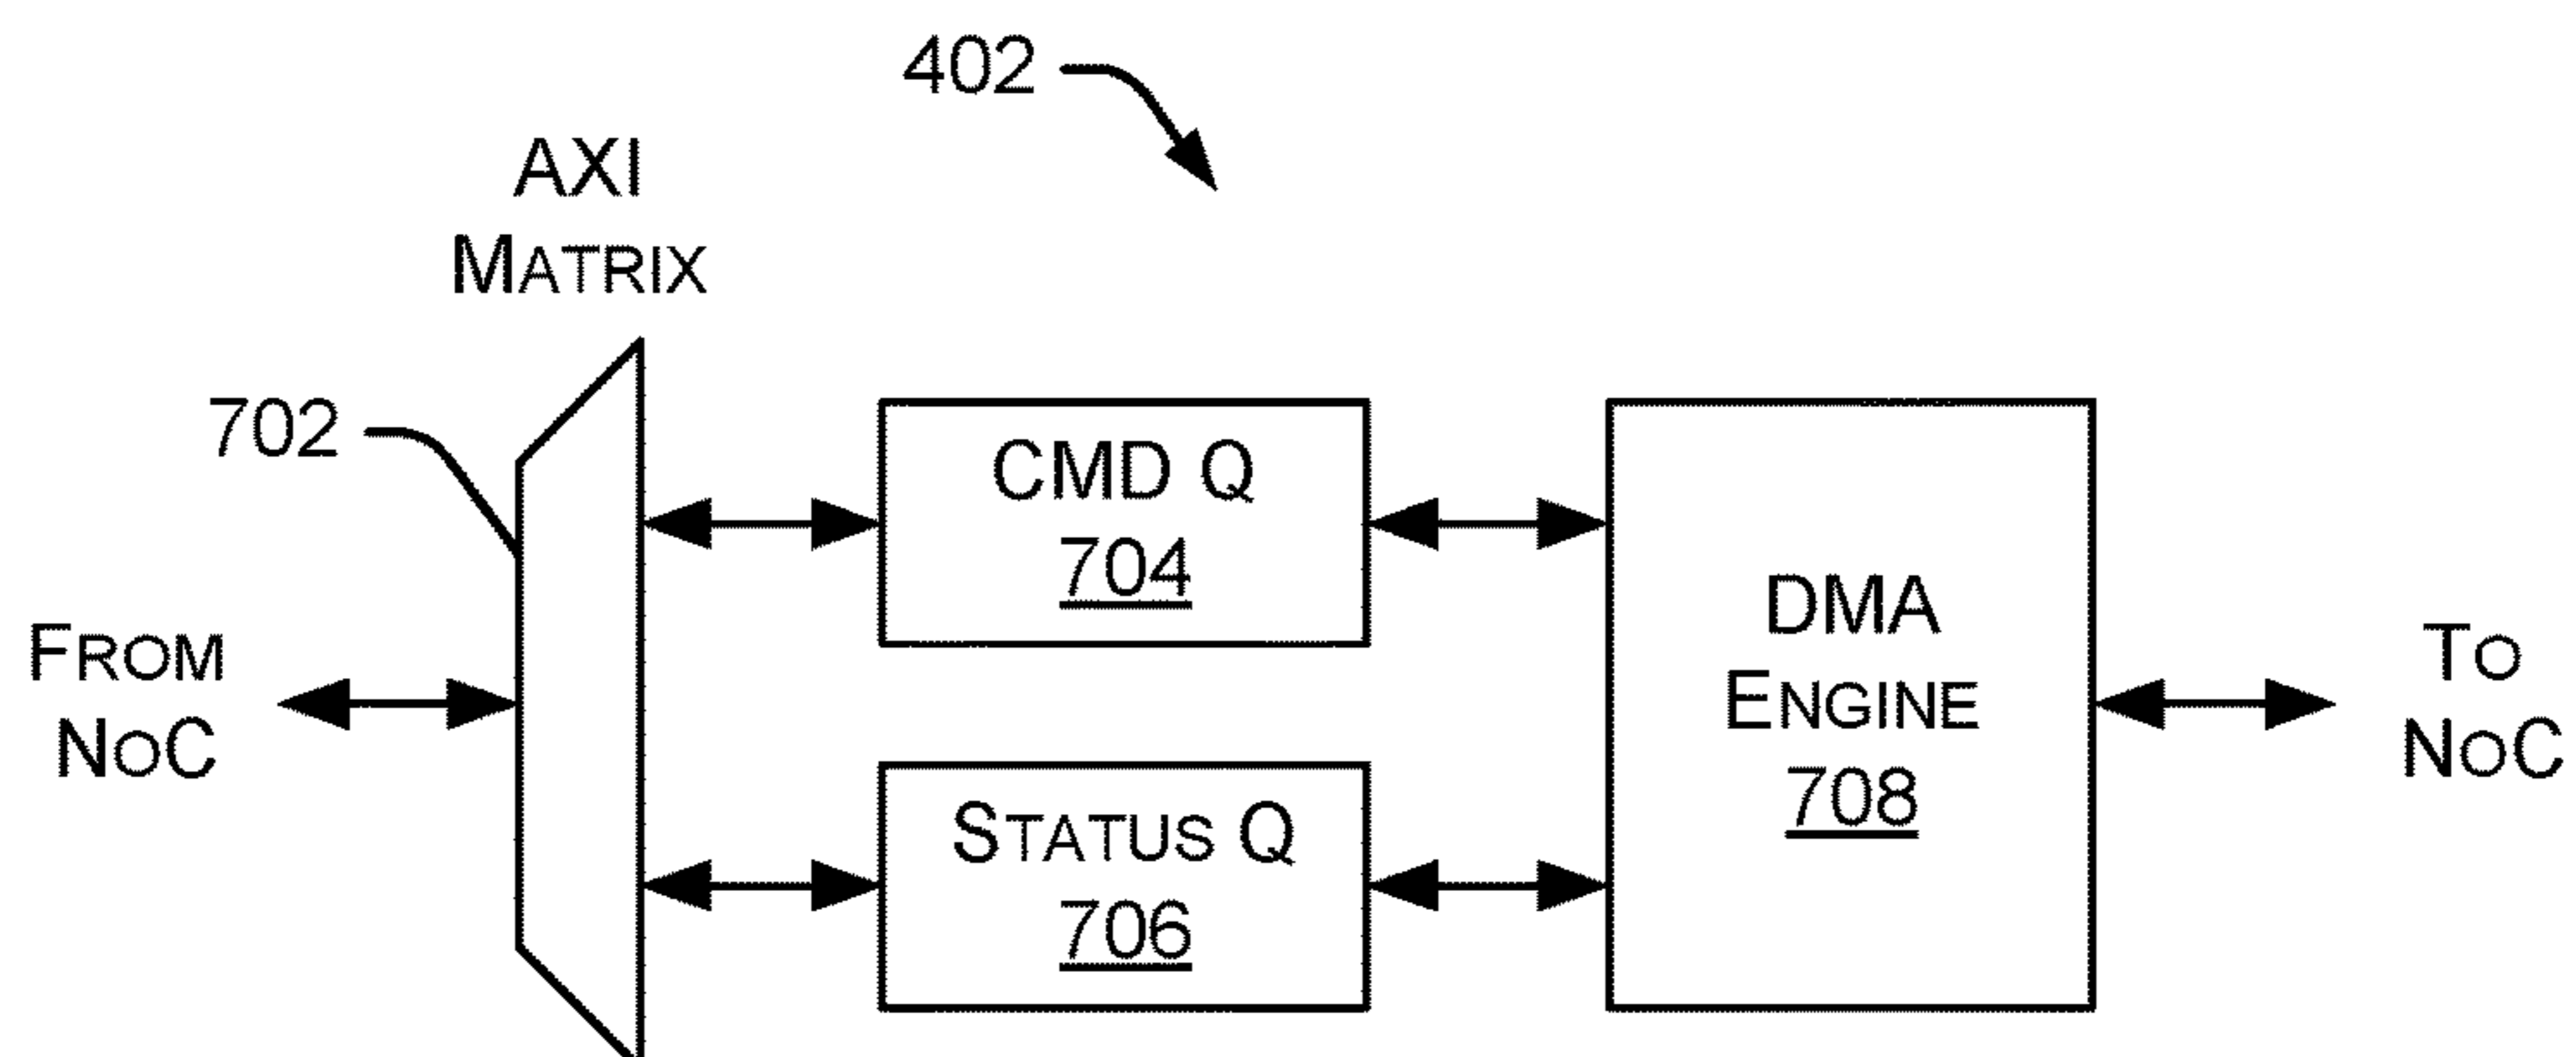 402
AXI
MATRIX
702
CMD Q
704
FROM
NOC
DMA
ENGINE
708
TO
NOC
STATUS Q
706